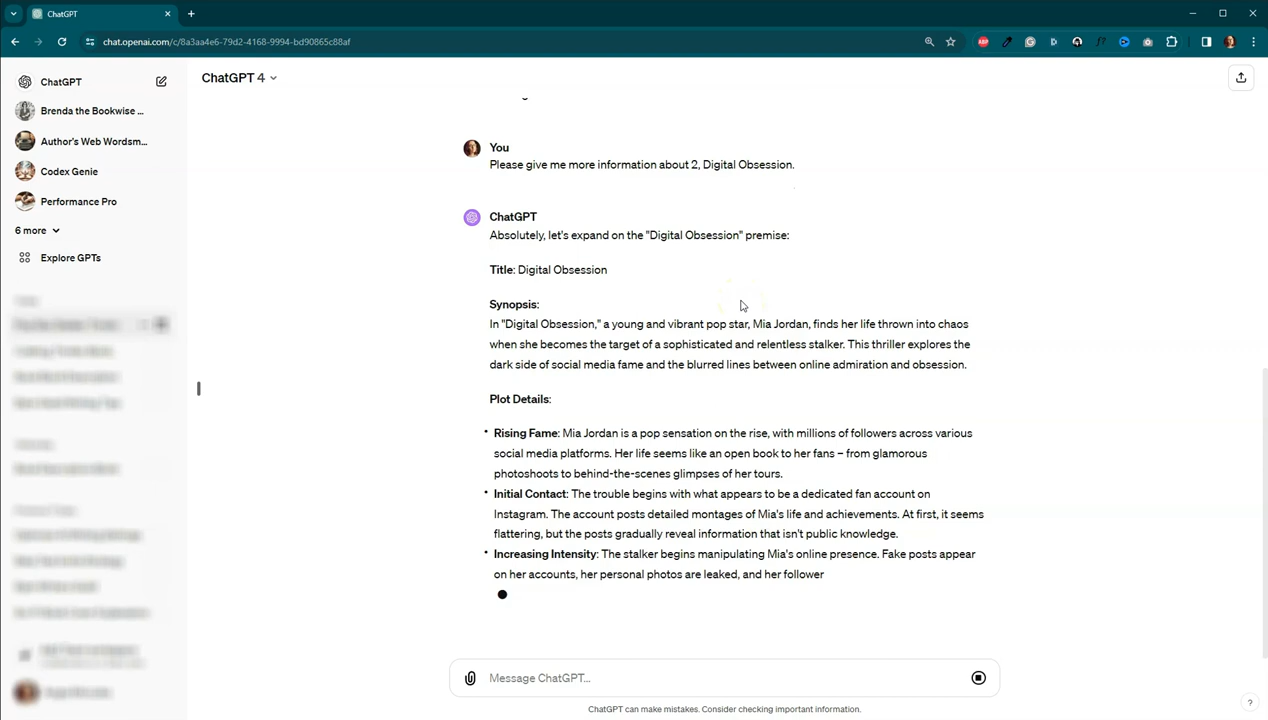 ChatGPT
chat.openai.com/c/8a3aa4e6-79d2-4168-9994-bd90865c88af
ChatGPT
Brenda the Bookwise ...
Author's Web Wordsm...
Codex Genie
Performance Pro
6 more
Explore GPTs
ChatGPT 4
You
Please give me more information about 2, Digital Obsession.
ChatGPT
Absolutely, let's expand on the "Digital Obsession" premise:
Title: Digital Obsession
Synopsis:
In "Digital Obsession," a young and vibrant pop star, Mia Jordan, finds her life thrown into chaos
when she becomes the target of a sophisticated and relentless stalker. This thriller explores the
dark side of social media fame and the blurred lines between online admiration and obsession.
Plot Details:
• Rising Fame: Mia Jordan is a pop sensation on the rise, with millions of followers across various
social media platforms. Her life seems like an open book to her fans – from glamorous
photoshoots to behind-the-scenes glimpses of her tours.
• Initial Contact: The trouble begins with what appears to be a dedicated fan account on
Instagram. The account posts detailed montages of Mia's life and achievements. At first, it seems
flattering, but the posts gradually reveal information that isn't public knowledge.
• Increasing Intensity: The stalker begins manipulating Mia's online presence. Fake posts appear
on her accounts, her personal photos are leaked, and her follower
Message ChatGPT...
ChatGPT can make mistakes. Consider checking important information.
?